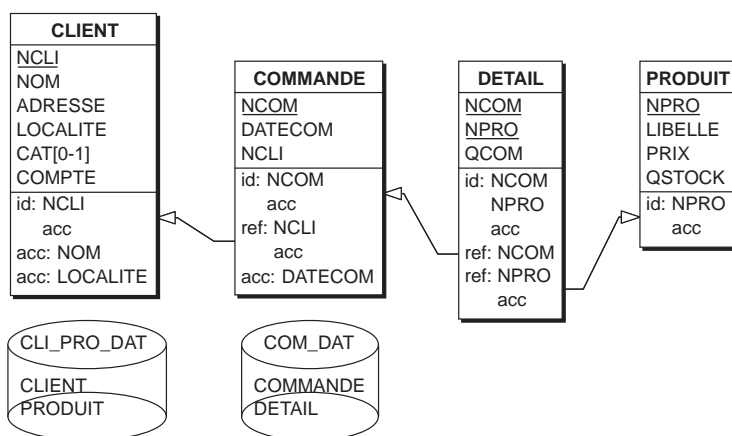 CLIENT
NCLI
NOM
ADRESSE
LOCALITE
CAT[0-1]
COMPTE
id: NCLI
acc
acc: NOM
acc: LOCALITE
COMMANDE
NCOM
DATECOM
NCLI
id: NCOM
acc
ref: NCLI
acc
acc: DATECOM
DETAIL
NCOM
NPRO
QCOM
id: NCOM
NPRO
acc
ref: NCOM
ref: NPRO
acc
PRODUIT
NPRO
LIBELLE
PRIX
QSTOCK
id: NPRO
acc
CLI_PRO_DAT
CLIENT
PRODUIT
COM_DAT
COMMANDE
DETAIL